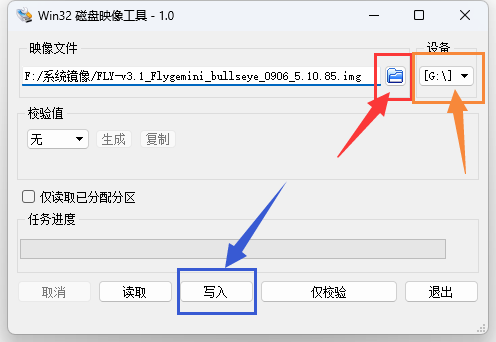 Win32 磁盘映像工具 - 1.0
映像文件
设备
F:/系统镜像/FLY-v3.1_Flygemini_bullseye_0906_5.10.85.img
[G:\]
校验值
无
生成
复制
仅读取已分配分区
任务进度
取消
读取
写入
仅校验
退出